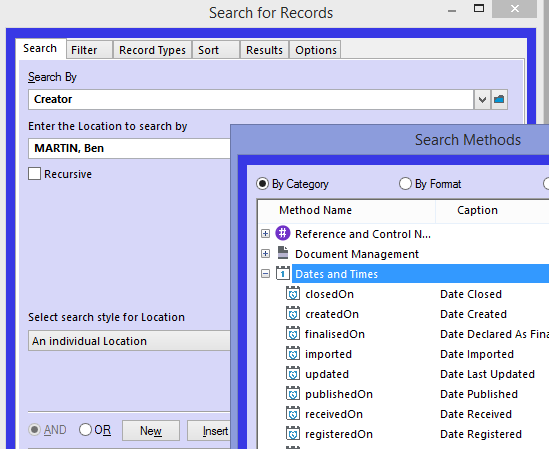 Search for Records
Search Filter Record Types Sort Results Options
Search By
Creator
Enter the Location to search by
MARTIN, Ben
Recursive
Select search style for Location
An individual Location
AND OR New Insert
Search Methods
By Category By Format
Method Name Caption
Reference and Control N...
Document Management
Dates and Times
closedOn Date Closed
createdOn Date Created
finalisedOn Date Declared As Fina
imported Date Imported
updated Date Last Updated
publishedOn Date Published
receivedOn Date Received
registeredOn Date Registered